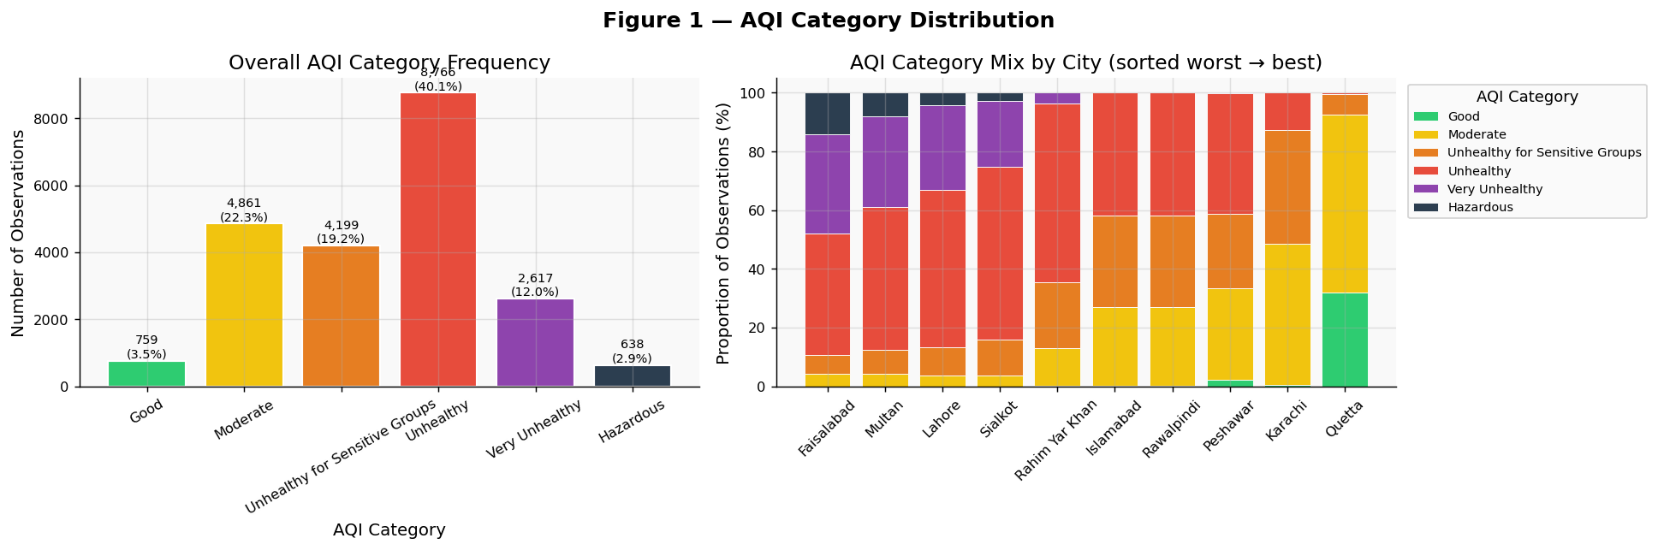 Figure 1 — AQI Category Distribution
Overall AQI Category Frequency
Number of Observations
8000
6000
4000
2000
0
759
(3.5%)
4,861
(22.3%)
4,199
(19.2%)
8,766
(40.1%)
2,617
(12.0%)
638
(2.9%)
Good
Moderate
Unhealthy for Sensitive Groups
Unhealthy
Very Unhealthy
Hazardous
AQI Category
AQI Category Mix by City (sorted worst → best)
Proportion of Observations (%)
100
80
60
40
20
0
Faisalabad
Multan
Lahore
Sialkot
Rahim Yar Khan
Islamabad
Rawalpindi
Peshawar
Karachi
Quetta
AQI Category
Good
Moderate
Unhealthy for Sensitive Groups
Unhealthy
Very Unhealthy
Hazardous